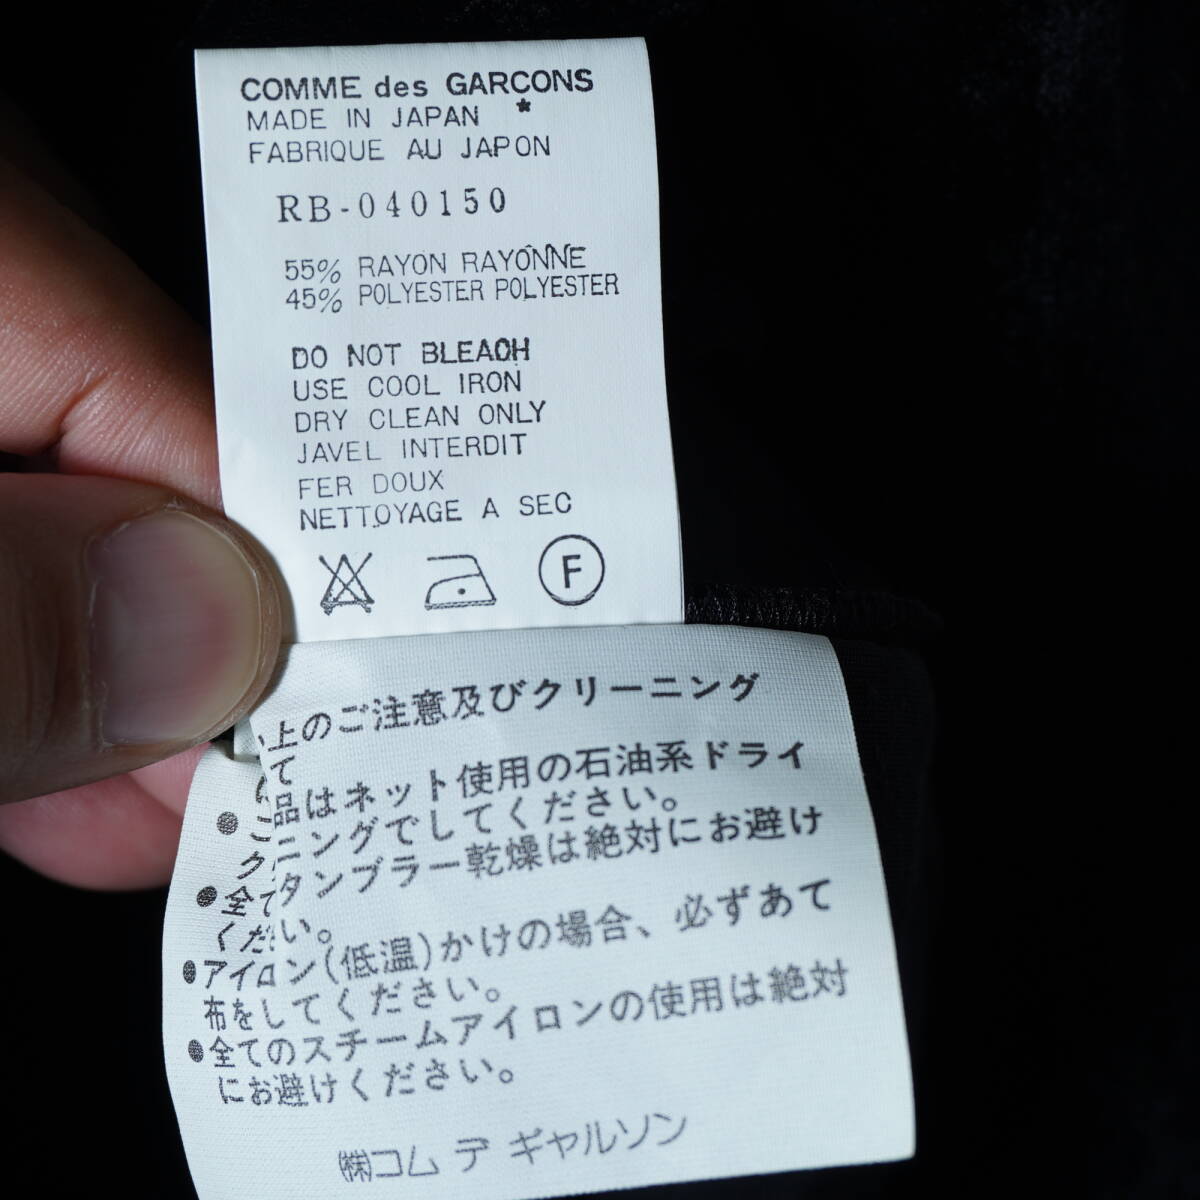 COMME des GARCONS
*
MADE IN JAPAN
FABRIQUE AU JAPON
RB-040150
55% RAYON RAYONNE
45% POLYESTER POLYESTER
DO NOT BLEACH
USE COOL IRON
DRY CLEAN ONLY
JAVEL INTERDIT
FER DOUX
NETTOYAGE A SEC
F
上のご注意及びクリーニング
て
品はネット使用の石油系ドライ
ニングでしてください。
●全て タンブラー乾燥は絶対にお避け
ください。
●アイロン(低温)かけの場合、必ずあて
布をしてください。
●全てのスチームアイロンの使用は絶対
にお避けください。
㈱コム デ ギャルソン